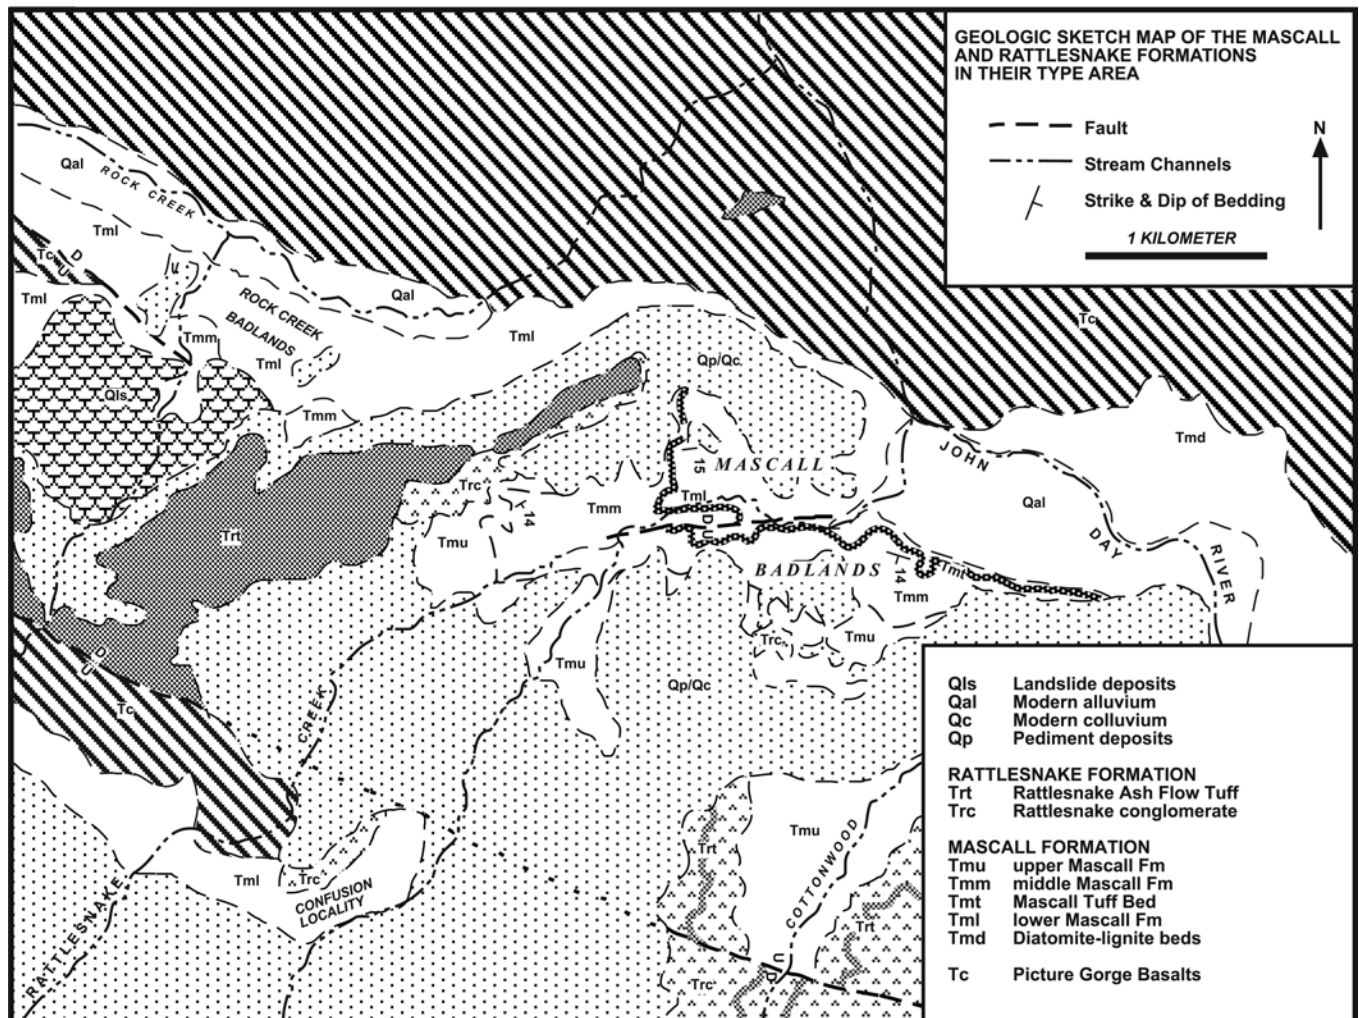 GEOLOGIC SKETCH MAP OF THE MASCALL
AND RATTLESNAKE FORMATIONS
IN THEIR TYPE AREA
Fault
Stream Channels
Strike & Dip of Bedding
1 KILOMETER
N
Qal
ROCK CREEK
Tml
Tc
D
U
U
Tml
Qal
ROCK CREEK
BADLANDS
Tmm
Tml
Tml
Qls
Tmm
Qp/Qc
Tc
Tmd
JOHN
DAY
RIVER
Qal
15
MASCALL
Trc
14
Tmm
Tml
D
U
Trt
Tmu
BADLANDS
14
Tmt
Tmm
Trc
Tmu
Tmu
Qp/Qc
D
U
Tc
CREEK
RATTLESNAKE
Tml
Trc
CONFUSION
LOCALITY
Trt
Tmu
COTTONWOOD
Trt
U
D
Trc
Qls Landslide deposits
Qal Modern alluvium
Qc Modern colluvium
Qp Pediment deposits
RATTLESNAKE FORMATION
Trt Rattlesnake Ash Flow Tuff
Trc Rattlesnake conglomerate
MASCALL FORMATION
Tmu upper Mascall Fm
Tmm middle Mascall Fm
Tmt Mascall Tuff Bed
Tml lower Mascall Fm
Tmd Diatomite-lignite beds
Tc Picture Gorge Basalts